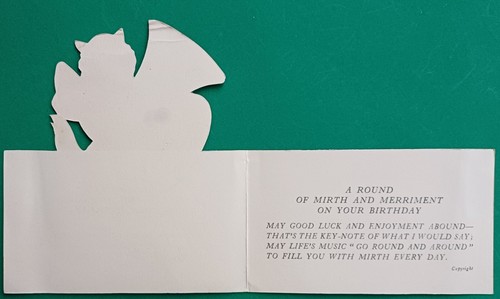 A ROUND
OF MIRTH AND MERRIMENT
ON YOUR BIRTHDAY
MAY GOOD LUCK AND ENJOYMENT ABOUND—
THAT'S THE KEY-NOTE OF WHAT I WOULD SAY;
MAY LIFE'S MUSIC "GO ROUND AND AROUND"
TO FILL YOU WITH MIRTH EVERY DAY.
Copyright